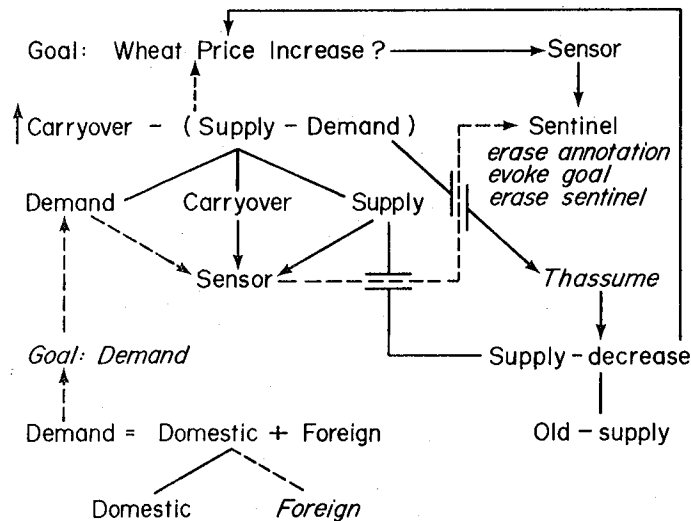 Goal: Wheat Price Increase? Sensor
Carryover - (Supply - Demand) Sentinel
erase annotation
evoke goal
erase sentinel
Demand Carryover Supply
Sensor Thassume
Goal: Demand Supply - decrease
Demand = Domestic + Foreign Old - supply
Domestic Foreign